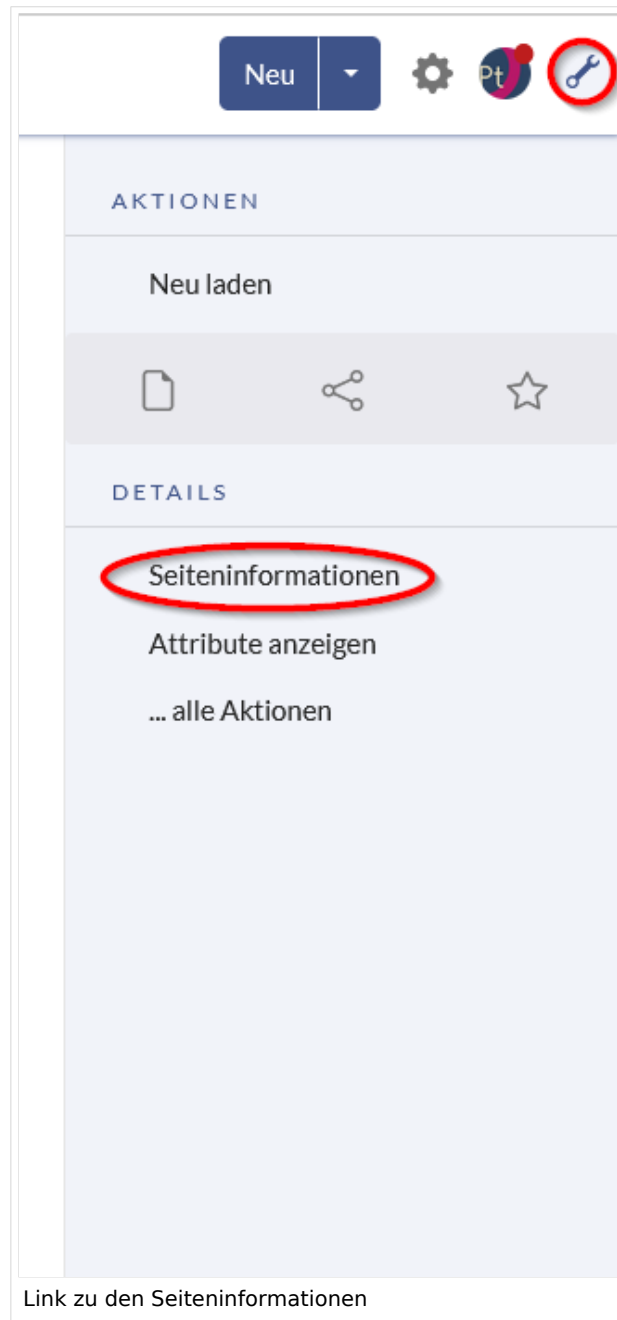 Neu
Pt
AKTIONEN
Neu laden
DETAILS
Seiteninformationen
Attribute anzeigen
... alle Aktionen
Link zu den Seiteninformationen